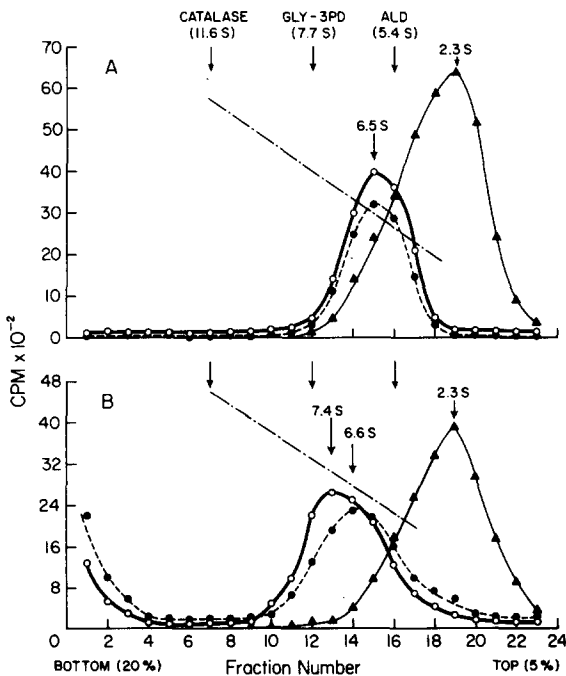 CATALASE GLY-3PD ALD
(11.6 S) (7.7 S) (5.4 S)
2.3 S
A
6.5 S
70
60
50
40
30
20
10
0
CPM x 10⁻²
B
48
40
32
24
16
8
7.4 S
6.6 S
2.3 S
0 2 4 6 8 10 12 14 16 18 20 22 24
BOTTOM (20%) Fraction Number TOP (5%)